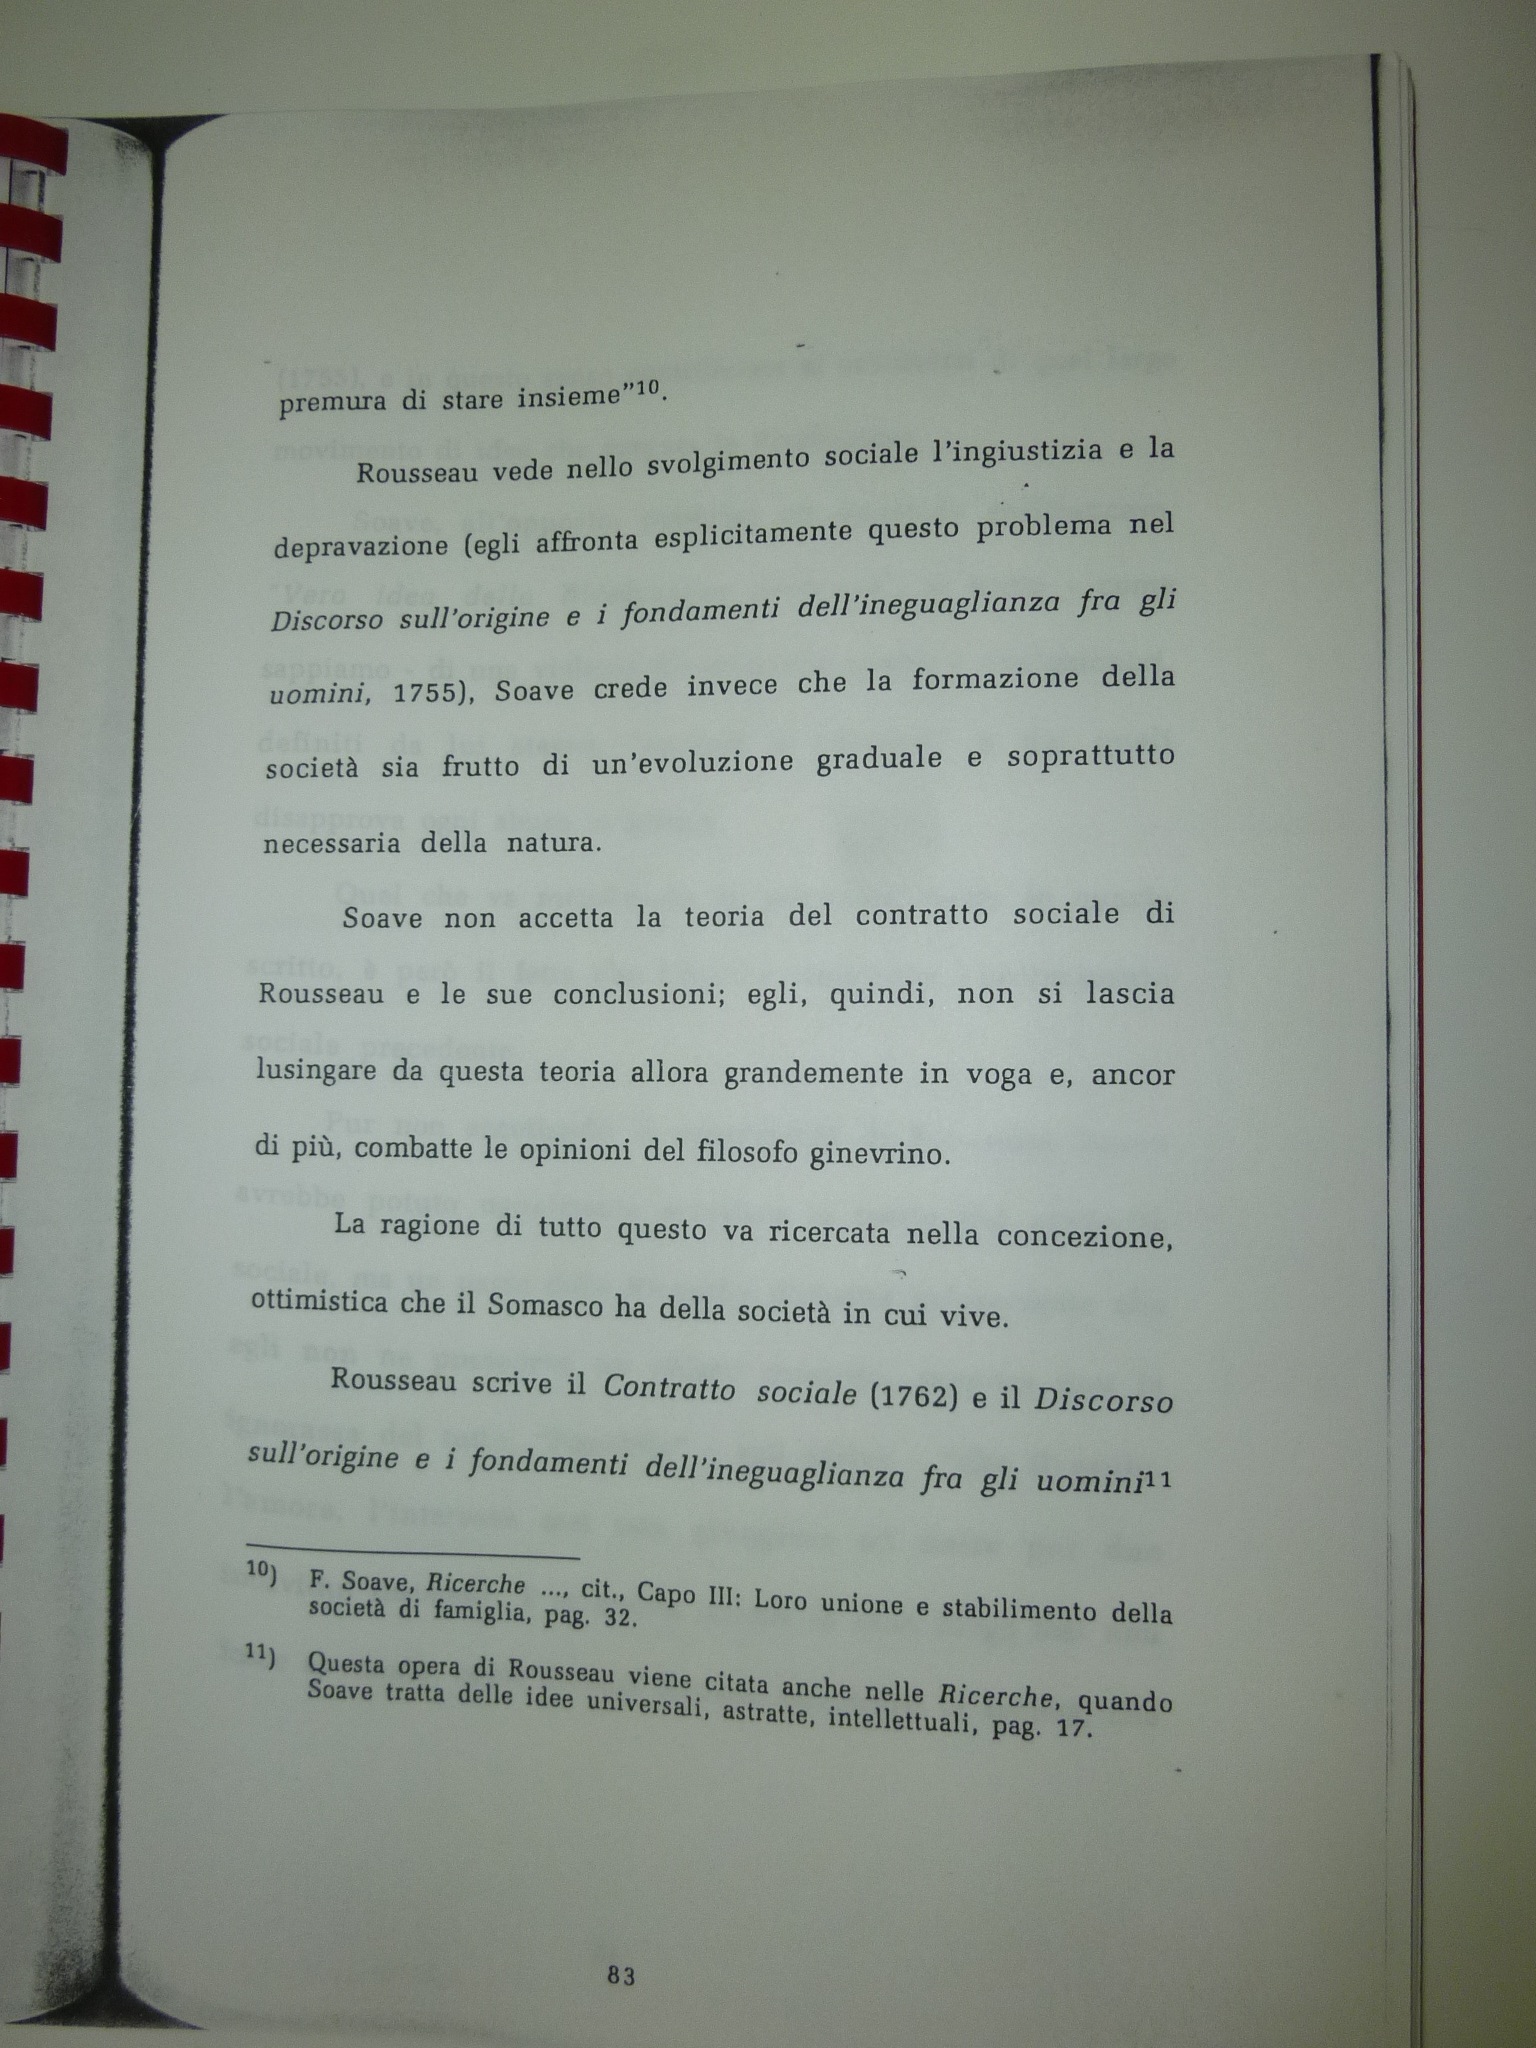 premura di stare insieme”10.
Rousseau vede nello svolgimento sociale l'ingiustizia e la
depravazione (egli affronta esplicitamente questo problema nel
Discorso sull'origine e i fondamenti dell'ineguaglianza fra gli
uomini, 1755), Soave crede invece che la formazione della
società sia frutto di un'evoluzione graduale e soprattutto
necessaria della natura.
Soave non accetta la teoria del contratto sociale di
Rousseau e le sue conclusioni; egli, quindi, non si lascia
lusingare da questa teoria allora grandemente in voga e, ancor
di più, combatte le opinioni del filosofo ginevrino.
La ragione di tutto questo va ricercata nella concezione,
ottimistica che il Somasco ha della società in cui vive.
Rousseau scrive il Contratto sociale (1762) e il Discorso
sull'origine e i fondamenti dell'ineguaglianza fra gli uomini11
10) F. Soave, Ricerche ..., cit., Capo III: Loro unione e stabilimento della
società di famiglia, pag. 32.
11) Questa opera di Rousseau viene citata anche nelle Ricerche, quando
Soave tratta delle idee universali, astratte, intellettuali, pag. 17.
83